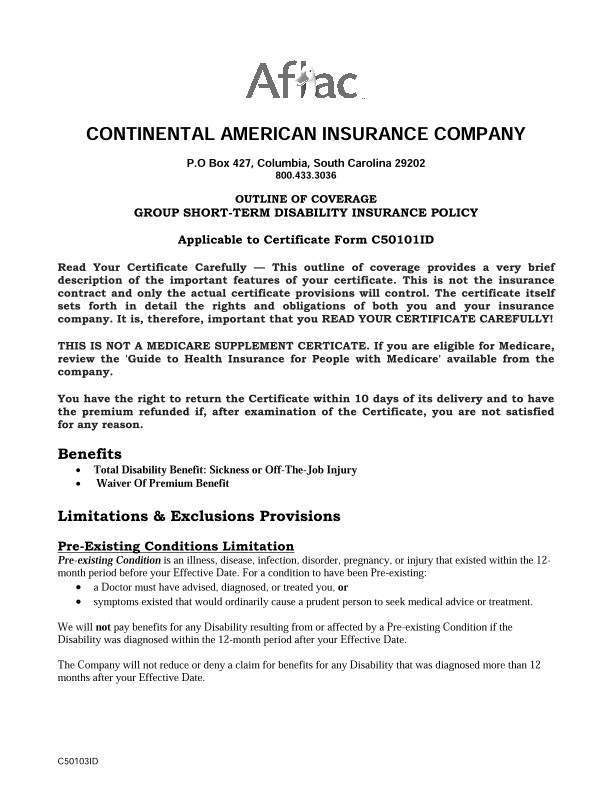 Aflac
CONTINENTAL AMERICAN INSURANCE COMPANY
P.O Box 427, Columbia, South Carolina 29202
800.433.3036
OUTLINE OF COVERAGE
GROUP SHORT-TERM DISABILITY INSURANCE POLICY
Applicable to Certificate Form C50101ID
Read Your Certificate Carefully — This outline of coverage provides a very brief
description of the important features of your certificate. This is not the insurance
contract and only the actual certificate provisions will control. The certificate itself
sets forth in detail the rights and obligations of both you and your insurance
company. It is, therefore, important that you READ YOUR CERTIFICATE CAREFULLY!
THIS IS NOT A MEDICARE SUPPLEMENT CERTICATE. If you are eligible for Medicare,
review the 'Guide to Health Insurance for People with Medicare' available from the
company.
You have the right to return the Certificate within 10 days of its delivery and to have
the premium refunded if, after examination of the Certificate, you are not satisfied
for any reason.
Benefits
• Total Disability Benefit: Sickness or Off-The-Job Injury
• Waiver Of Premium Benefit
Limitations & Exclusions Provisions
Pre-Existing Conditions Limitation
Pre-existing Condition is an illness, disease, infection, disorder, pregnancy, or injury that existed within the 12-
month period before your Effective Date. For a condition to have been Pre-existing:
• a Doctor must have advised, diagnosed, or treated you, or
• symptoms existed that would ordinarily cause a prudent person to seek medical advice or treatment.
We will not pay benefits for any Disability resulting from or affected by a Pre-existing Condition if the
Disability was diagnosed within the 12-month period after your Effective Date.
The Company will not reduce or deny a claim for benefits for any Disability that was diagnosed more than 12
months after your Effective Date.
C50103ID